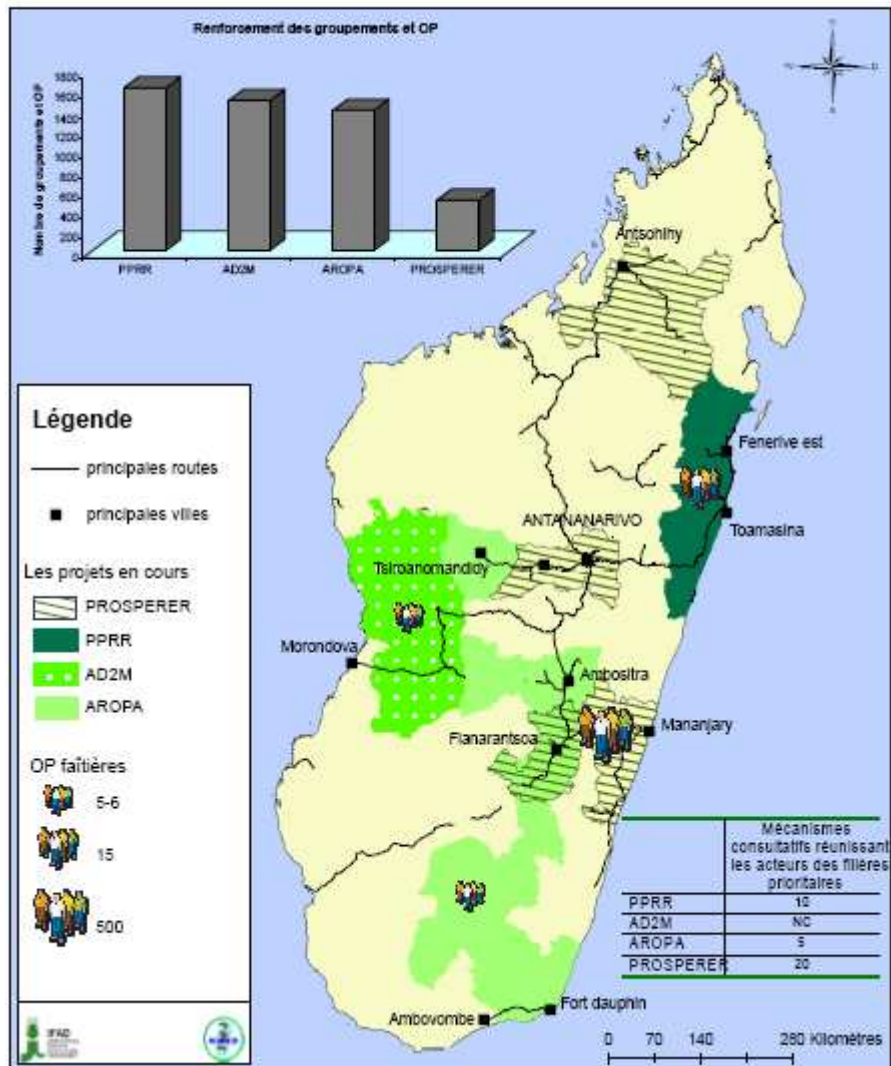 Renforcement des groupements et OP
Nombre de groupements et OP
1800
1600
1400
1200
1000
800
600
400
200
0
PPRR
AD2M
AROPA
PROSPERER
Antsohihy
Fenerive est
ANTANANARIVO
Toamasina
Tsiroanomandidy
Morondova
Ambositra
Mananjary
Fianarantsoa
Fort dauphin
Ambovombe
Légende
principales routes
principales villes
Les projets en cours
PROSPERER
PPRR
AD2M
AROPA
OP faîtières
5-6
15
500
IFAD
Mécanismes
consultatifs réunissant
les acteurs des filières
prioritaires
PPRR 10
AD2M NC
AROPA 5
PROSPERER 20
0 70 140 280 Kilomètres